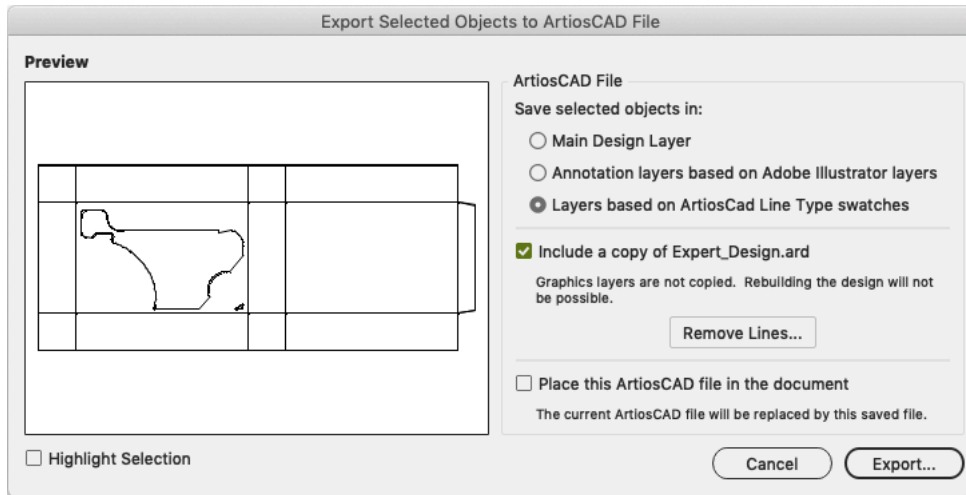 Export Selected Objects to ArtiosCAD File
Preview
ArtiosCAD File
Save selected objects in:
Main Design Layer
Annotation layers based on Adobe Illustrator layers
Layers based on ArtiosCad Line Type swatches
Include a copy of Expert_Design.ard
Graphics layers are not copied. Rebuilding the design will not
be possible.
Remove Lines...
Place this ArtiosCAD file in the document
The current ArtiosCAD file will be replaced by this saved file.
Highlight Selection
Cancel
Export...